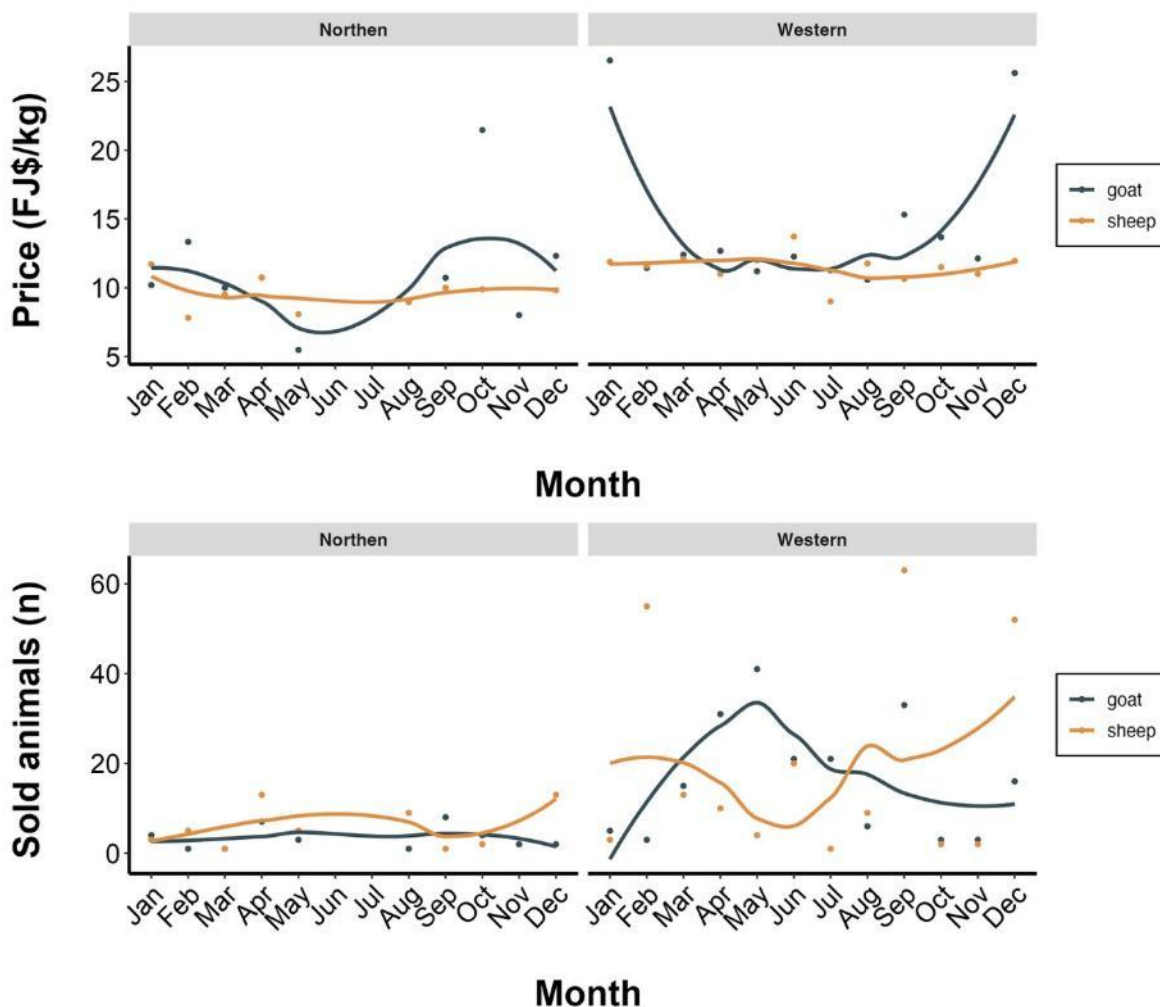 Northen Western
Price (FJ$/kg)
25
20
15
10
5
goat
sheep
Jan Feb Mar Apr May Jun Jul Aug Sep Oct Nov Dec Jan Feb Mar Apr May Jun Jul Aug Sep Oct Nov Dec
Month
Northen Western
Sold animals (n)
60
40
20
0
goat
sheep
Jan Feb Mar Apr May Jun Jul Aug Sep Oct Nov Dec Jan Feb Mar Apr May Jun Jul Aug Sep Oct Nov Dec
Month